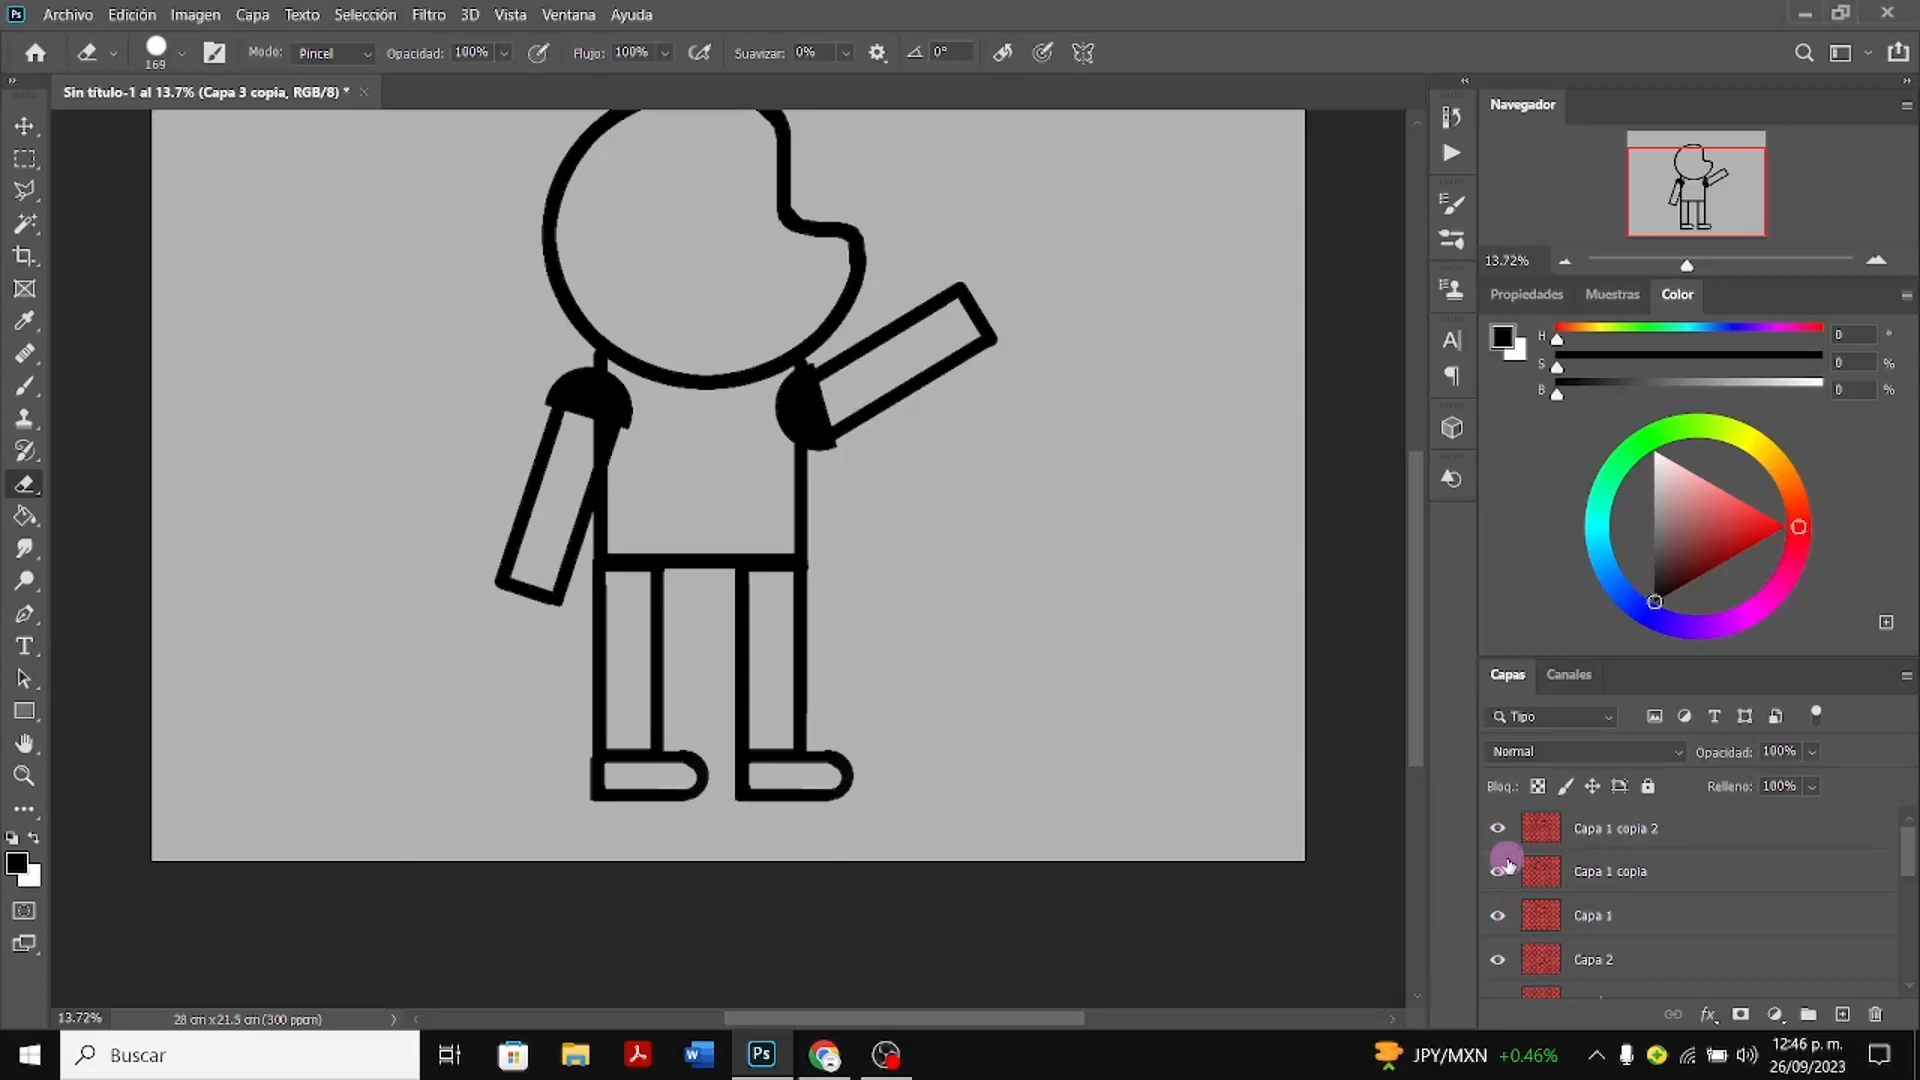 Ps Archivo Edición Imagen Capa Texto Selección Filtro 3D Vista Ventana Ayuda
169 Modo: Pincel Opacidad: 100% Flujo: 100% Suavizar: 0% 0°
Sin título-1 al 13.7% (Capa 3 copia, RGB/8) *
Navegador
13.72%
Propiedades Muestras Color
H 0 °
S 0 %
B 0 %
Capas Canales
Tipo
Normal Opacidad: 100%
Bloq.: Relleno: 100%
Capa 1 copia 2
Capa 1 copia
Capa 1
Capa 2
13.72% 28 cm x 21.5 cm (300 ppcm)
Buscar
JPY/MXN +0.46%
12:46 p. m.
26/09/2023